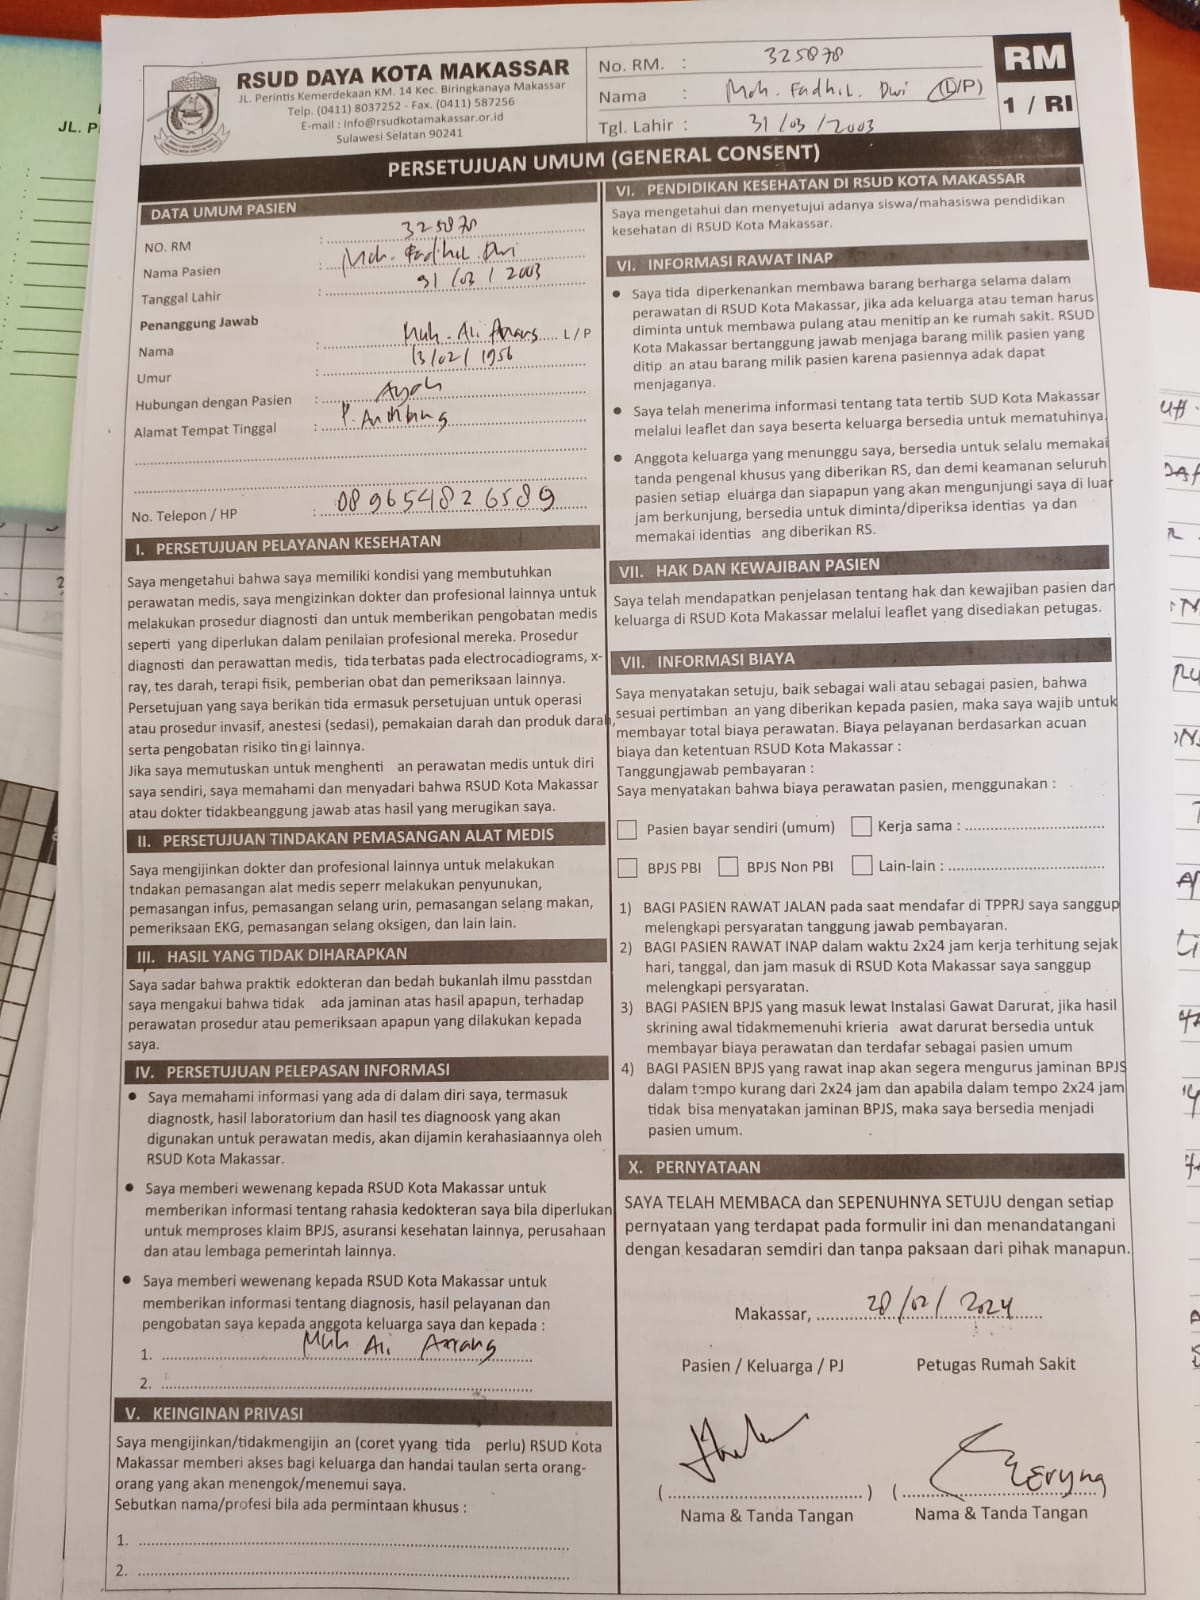 RSUD DAYA KOTA MAKASSAR
JL. Perintis Kemerdekaan KM. 14 Kec. Biringkanaya Makassar
Telp. (0411) 8037252 - Fax. (0411) 587256
E-mail : info@rsudkotamakassar.or.id
Sulawesi Selatan 90241
No. RM. : 325870
Nama : Moh. Fadhil. Dwi (L/P)
Tgl. Lahir : 31/03/2003
RM
1 / RI
PERSETUJUAN UMUM (GENERAL CONSENT)
DATA UMUM PASIEN
NO. RM : 325870
Nama Pasien : Moh. Fadhil Dwi
Tanggal Lahir : 31/03/2003
Penanggung Jawab
Nama : Muh. Ali L/P
Umur : 13/02/1956
Hubungan dengan Pasien : Ayah
Alamat Tempat Tinggal : P.
No. Telepon / HP : 089654826589
I. PERSETUJUAN PELAYANAN KESEHATAN
Saya mengetahui bahwa saya memiliki kondisi yang membutuhkan
perawatan medis, saya mengizinkan dokter dan profesional lainnya untuk
melakukan prosedur diagnosti dan untuk memberikan pengobatan medis
seperti yang diperlukan dalam penilaian profesional mereka. Prosedur
diagnosti dan perawattan medis, tida terbatas pada electrocadiograms, x-
ray, tes darah, terapi fisik, pemberian obat dan pemeriksaan lainnya.
Persetujuan yang saya berikan tida ermasuk persetujuan untuk operasi
atau prosedur invasif, anestesi (sedasi), pemakaian darah dan produk darah,
serta pengobatan risiko tin gi lainnya.
Jika saya memutuskan untuk menghenti an perawatan medis untuk diri
saya sendiri, saya memahami dan menyadari bahwa RSUD Kota Makassar
atau dokter tidakbeanggung jawab atas hasil yang merugikan saya.
II. PERSETUJUAN TINDAKAN PEMASANGAN ALAT MEDIS
Saya mengijinkan dokter dan profesional lainnya untuk melakukan
tndakan pemasangan alat medis seperr melakukan penyunukan,
pemasangan infus, pemasangan selang urin, pemasangan selang makan,
pemeriksaan EKG, pemasangan selang oksigen, dan lain lain.
III. HASIL YANG TIDAK DIHARAPKAN
Saya sadar bahwa praktik edokteran dan bedah bukanlah ilmu passtdan
saya mengakui bahwa tidak ada jaminan atas hasil apapun, terhadap
perawatan prosedur atau pemeriksaan apapun yang dilakukan kepada
saya.
IV. PERSETUJUAN PELEPASAN INFORMASI
• Saya memahami informasi yang ada di dalam diri saya, termasuk
diagnostk, hasil laboratorium dan hasil tes diagnoosk yang akan
digunakan untuk perawatan medis, akan dijamin kerahasiaannya oleh
RSUD Kota Makassar.
• Saya memberi wewenang kepada RSUD Kota Makassar untuk
memberikan informasi tentang rahasia kedokteran saya bila diperlukan
untuk memproses klaim BPJS, asuransi kesehatan lainnya, perusahaan
dan atau lembaga pemerintah lainnya.
• Saya memberi wewenang kepada RSUD Kota Makassar untuk
memberikan informasi tentang diagnosis, hasil pelayanan dan
pengobatan saya kepada anggota keluarga saya dan kepada :
1. Muh Ali Arrang
2.
V. KEINGINAN PRIVASI
Saya mengijinkan/tidakmengijin an (coret yyang tida perlu) RSUD Kota
Makassar memberi akses bagi keluarga dan handai taulan serta orang-
orang yang akan menengok/menemui saya.
Sebutkan nama/profesi bila ada permintaan khusus :
1.
2.
VI. PENDIDIKAN KESEHATAN DI RSUD KOTA MAKASSAR
Saya mengetahui dan menyetujui adanya siswa/mahasiswa pendidikan
kesehatan di RSUD Kota Makassar.
VI. INFORMASI RAWAT INAP
• Saya tida diperkenankan membawa barang berharga selama dalam
perawatan di RSUD Kota Makassar, jika ada keluarga atau teman harus
diminta untuk membawa pulang atau menitip an ke rumah sakit. RSUD
Kota Makassar bertanggung jawab menjaga barang milik pasien yang
ditip an atau barang milik pasien karena pasiennya adak dapat
menjaganya.
• Saya telah menerima informasi tentang tata tertib SUD Kota Makassar
melalui leaflet dan saya beserta keluarga bersedia untuk mematuhinya.
• Anggota keluarga yang menunggu saya, bersedia untuk selalu memakai
tanda pengenal khusus yang diberikan RS, dan demi keamanan seluruh
pasien setiap eluarga dan siapapun yang akan mengunjungi saya di luar
jam berkunjung, bersedia untuk diminta/diperiksa identias ya dan
memakai identias ang diberikan RS.
VII. HAK DAN KEWAJIBAN PASIEN
Saya telah mendapatkan penjelasan tentang hak dan kewajiban pasien dan
keluarga di RSUD Kota Makassar melalui leaflet yang disediakan petugas.
VII. INFORMASI BIAYA
Saya menyatakan setuju, baik sebagai wali atau sebagai pasien, bahwa
sesuai pertimban an yang diberikan kepada pasien, maka saya wajib untuk
membayar total biaya perawatan. Biaya pelayanan berdasarkan acuan
biaya dan ketentuan RSUD Kota Makassar :
Tanggungjawab pembayaran :
Saya menyatakan bahwa biaya perawatan pasien, menggunakan :
Pasien bayar sendiri (umum) Kerja sama :
BPJS PBI BPJS Non PBI Lain-lain :
1) BAGI PASIEN RAWAT JALAN pada saat mendafar di TPPRJ saya sanggup
melengkapi persyaratan tanggung jawab pembayaran.
2) BAGI PASIEN RAWAT INAP dalam waktu 2x24 jam kerja terhitung sejak
hari, tanggal, dan jam masuk di RSUD Kota Makassar saya sanggup
melengkapi persyaratan.
3) BAGI PASIEN BPJS yang masuk lewat Instalasi Gawat Darurat, jika hasil
skrining awal tidakmemenuhi krieria awat darurat bersedia untuk
membayar biaya perawatan dan terdafar sebagai pasien umum
4) BAGI PASIEN BPJS yang rawat inap akan segera mengurus jaminan BPJS
dalam tempo kurang dari 2x24 jam dan apabila dalam tempo 2x24 jam
tidak bisa menyatakan jaminan BPJS, maka saya bersedia menjadi
pasien umum.
X. PERNYATAAN
SAYA TELAH MEMBACA dan SEPENUHNYA SETUJU dengan setiap
pernyataan yang terdapat pada formulir ini dan menandatangani
dengan kesadaran semdiri dan tanpa paksaan dari pihak manapun.
Makassar, 28/02/2024
Pasien / Keluarga / PJ Petugas Rumah Sakit
( ) ( )
Nama & Tanda Tangan Nama & Tanda Tangan
JL. P